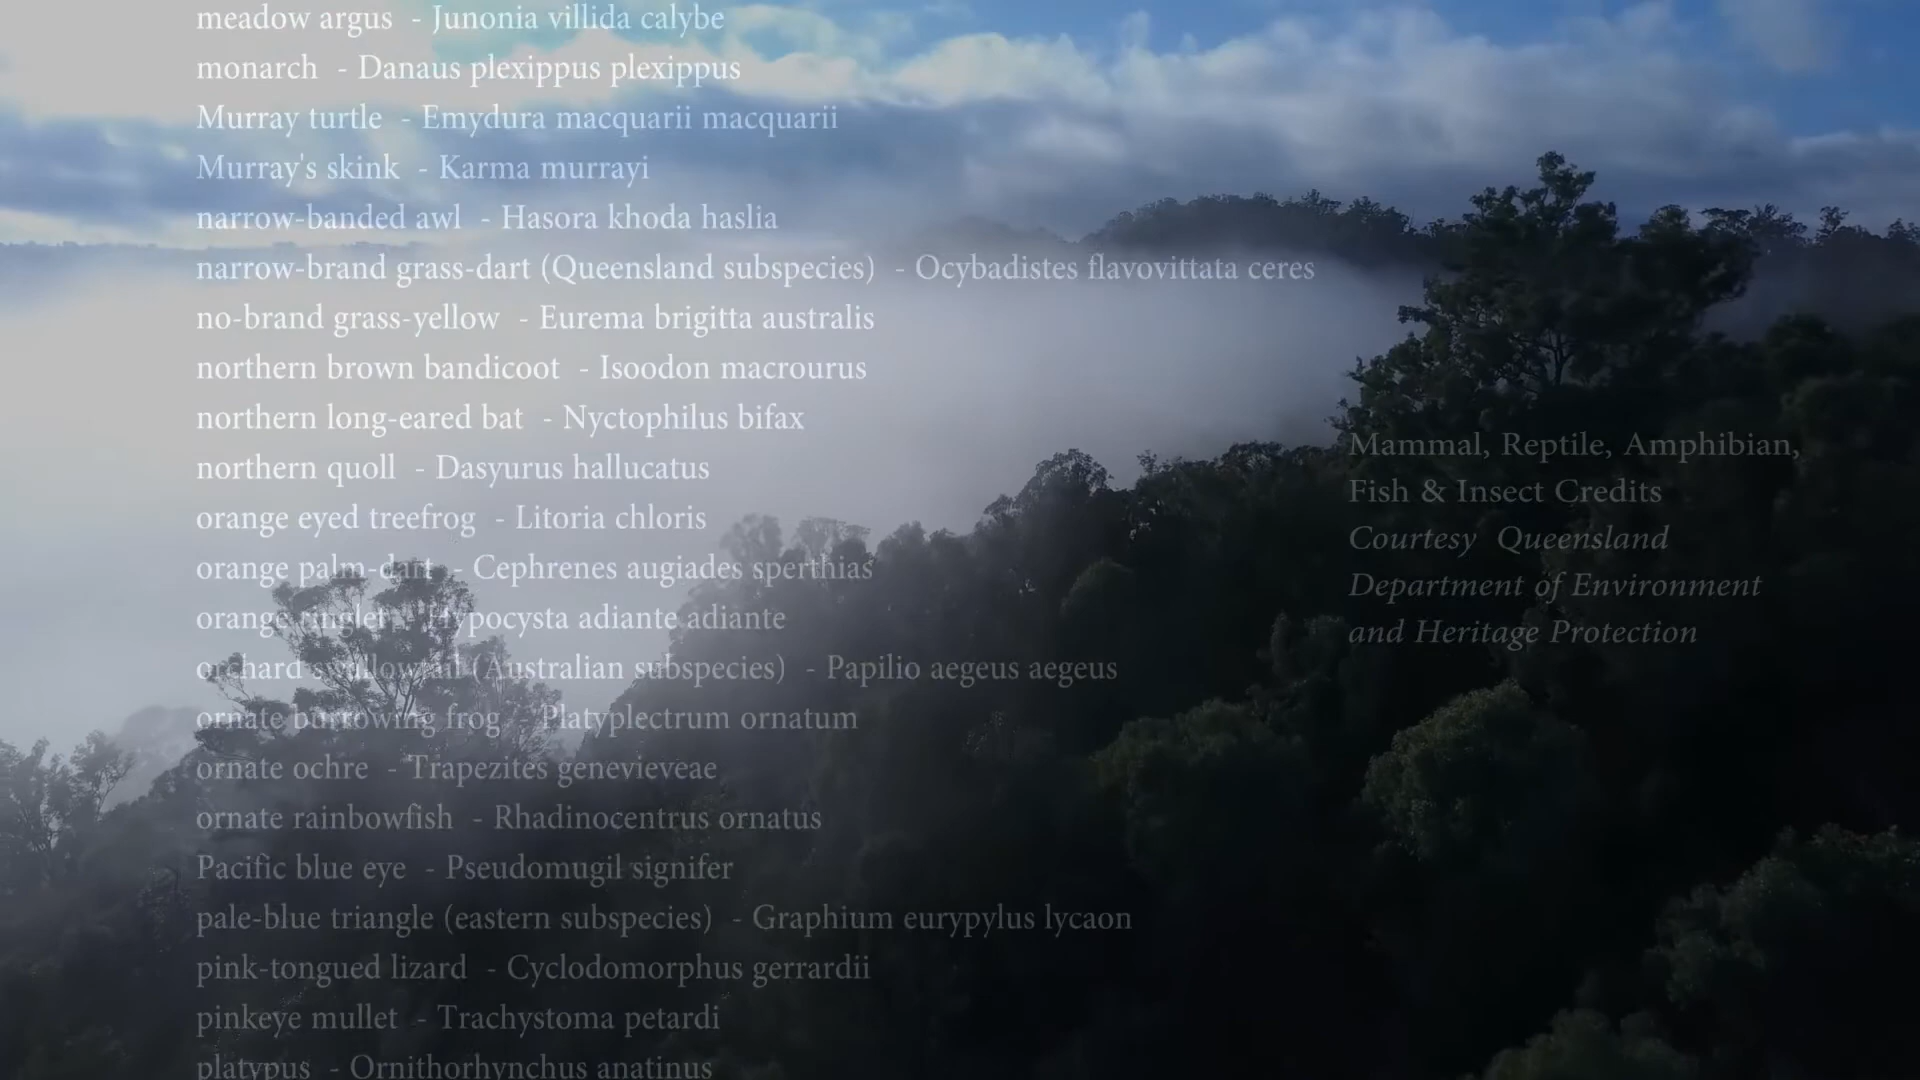 meadow argus - Junonia villida calybe
monarch - Danaus plexippus plexippus
Murray turtle - Emydura macquarii macquarii
Murray's skink - Karma murrayi
narrow-banded awl - Hasora khoda haslia
narrow-brand grass-dart (Queensland subspecies) - Ocybadistes flavovittata ceres
no-brand grass-yellow - Eurema brigitta australis
northern brown bandicoot - Isoodon macrourus
northern long-eared bat - Nyctophilus bifax
northern quoll - Dasyurus hallucatus
orange eyed treefrog - Litoria chloris
orange palm-dart - Cephrenes augiades sperthias
orange ringlet - Hypocysta adiante adiante
orchard swallowtail (Australian subspecies) - Papilio aegeus aegeus
ornate burrowing frog - Platyplectrum ornatum
ornate ochre - Trapezites genevieveae
ornate rainbowfish - Rhadinocentrus ornatus
Pacific blue eye - Pseudomugil signifer
pale-blue triangle (eastern subspecies) - Graphium eurypylus lycaon
pink-tongued lizard - Cyclodomorphus gerrardii
pinkeye mullet - Trachystoma petardi
platypus - Ornithorhynchus anatinus
Mammal, Reptile, Amphibian,
Fish & Insect Credits
Courtesy Queensland
Department of Environment
and Heritage Protection